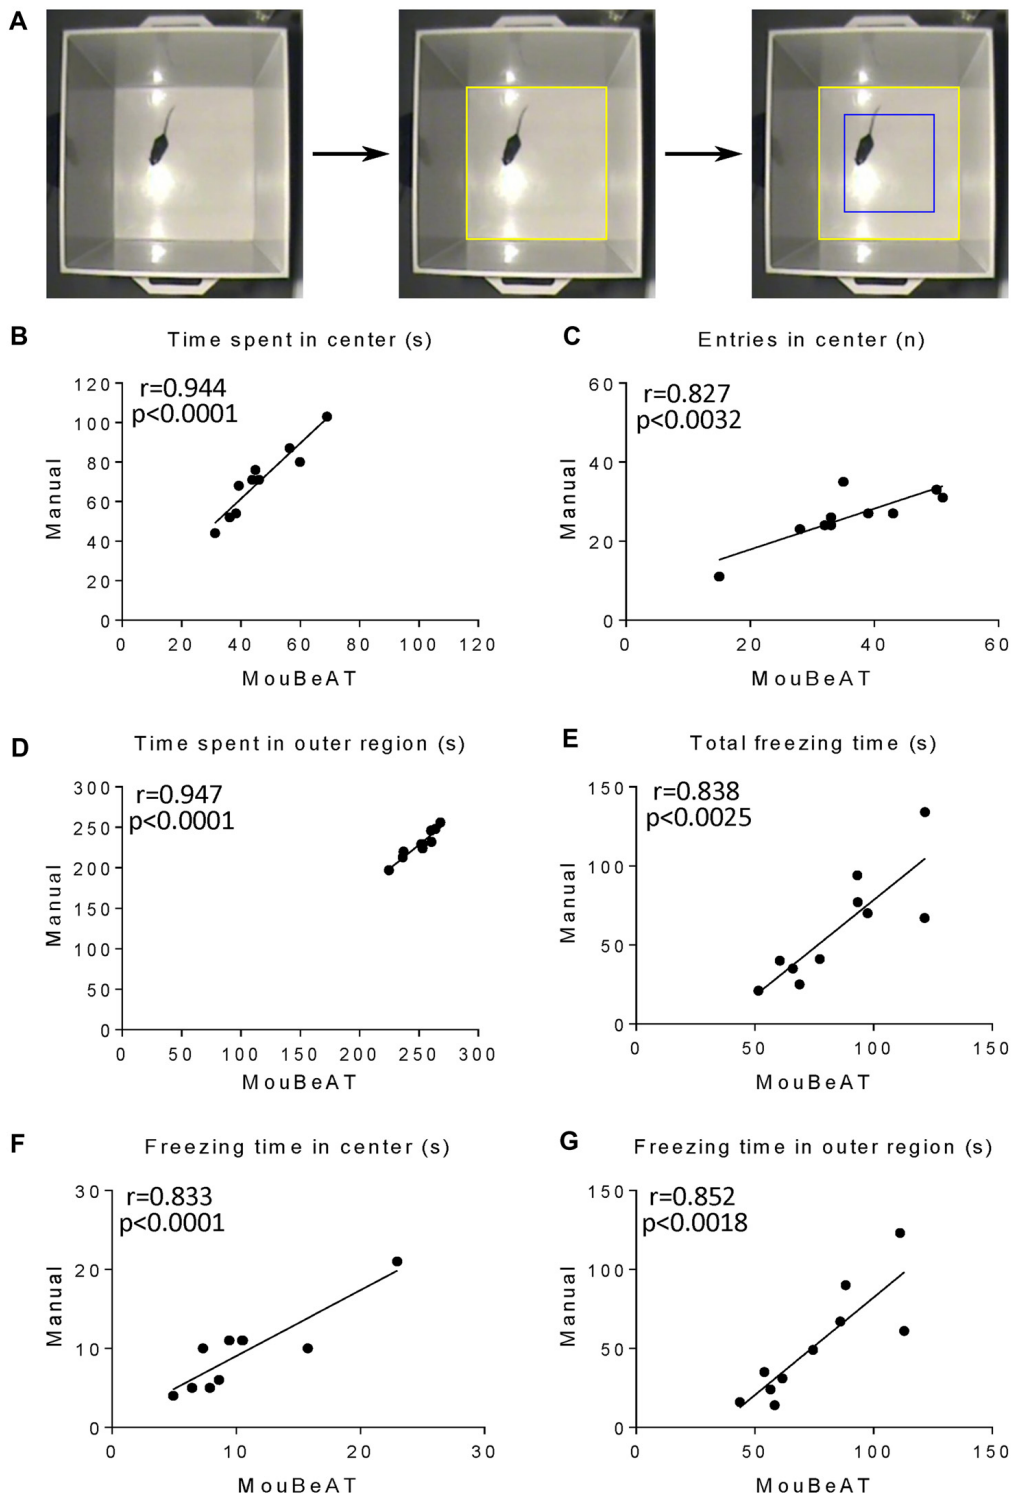 A
B
Time spent in center (s)
r=0.944
p<0.0001
120
100
80
60
40
20
0
Manual
0 20 40 60 80 100 120
MouBeAT
C
Entries in center (n)
r=0.827
p<0.0032
60
40
20
0
Manual
0 20 40 60
MouBeAT
D
Time spent in outer region (s)
r=0.947
p<0.0001
300
250
200
150
100
50
0
Manual
0 50 100 150 200 250 300
MouBeAT
E
Total freezing time (s)
r=0.838
p<0.0025
150
100
50
0
Manual
0 50 100 150
MouBeAT
F
Freezing time in center (s)
r=0.833
p<0.0001
30
20
10
0
Manual
0 10 20 30
MouBeAT
G
Freezing time in outer region (s)
r=0.852
p<0.0018
150
100
50
0
Manual
0 50 100 150
MouBeAT